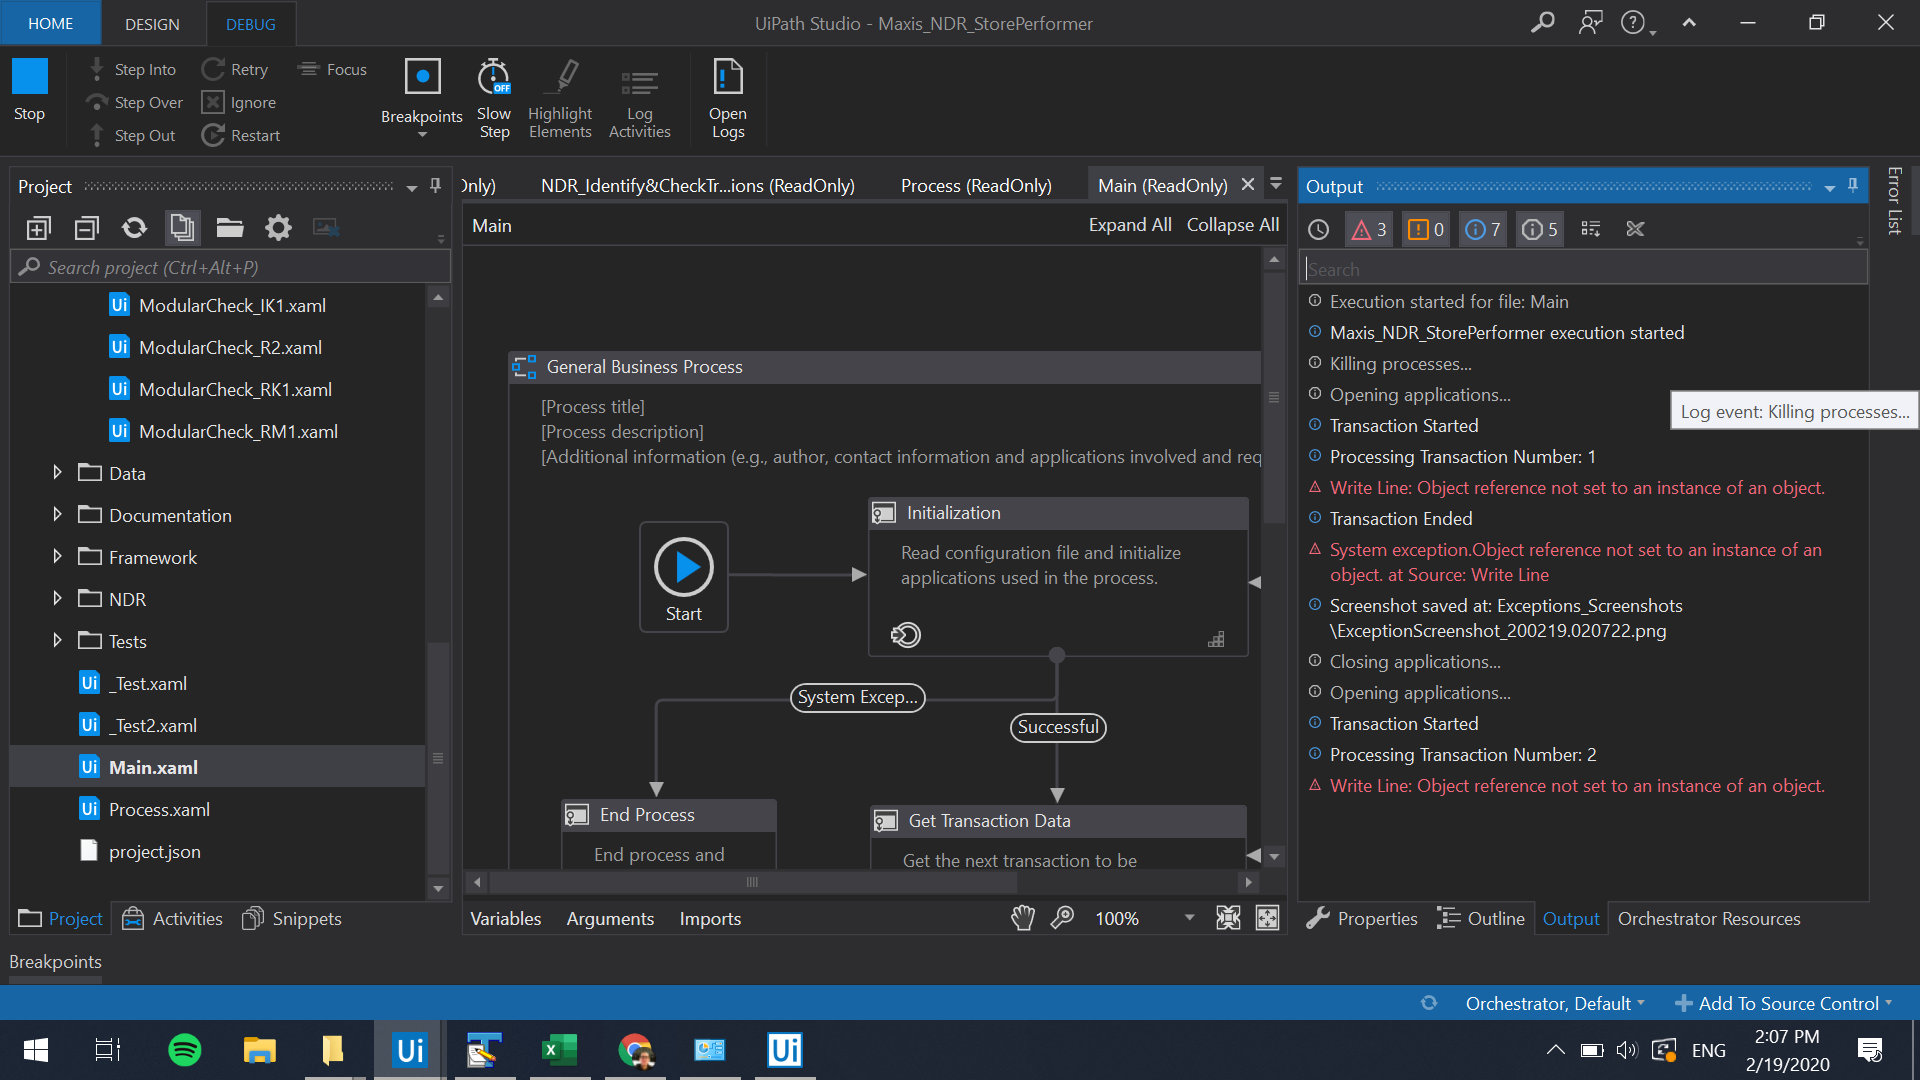 HOME
DESIGN
DEBUG
UiPath Studio - Maxis_NDR_StorePerformer
Stop
Step Into
Step Over
Step Out
Retry
Ignore
Restart
Focus
Breakpoints
Slow
Step
OFF
Highlight
Elements
Log
Activities
Open
Logs
Project
Search project (Ctrl+Alt+P)
ModularCheck_IK1.xaml
ModularCheck_R2.xaml
ModularCheck_RK1.xaml
ModularCheck_RM1.xaml
Data
Documentation
Framework
NDR
Tests
_Test.xaml
_Test2.xaml
Main.xaml
Process.xaml
project.json
Project
Activities
Snippets
Only)
NDR_Identify&CheckTr...ions (ReadOnly)
Process (ReadOnly)
Main (ReadOnly)
Main
Expand All
Collapse All
General Business Process
[Process title]
[Process description]
[Additional information (e.g., author, contact information and applications involved and req
Start
Initialization
Read configuration file and initialize
applications used in the process.
System Excep...
Successful
End Process
End process and
Get Transaction Data
Get the next transaction to be
Variables
Arguments
Imports
100%
Output
3
0
7
5
Search
Execution started for file: Main
Maxis_NDR_StorePerformer execution started
Killing processes...
Opening applications...
Log event: Killing processes...
Transaction Started
Processing Transaction Number: 1
Write Line: Object reference not set to an instance of an object.
Transaction Ended
System exception.Object reference not set to an instance of an
object. at Source: Write Line
Screenshot saved at: Exceptions_Screenshots
\ExceptionScreenshot_200219.020722.png
Closing applications...
Opening applications...
Transaction Started
Processing Transaction Number: 2
Write Line: Object reference not set to an instance of an object.
Properties
Outline
Output
Orchestrator Resources
Error List
Breakpoints
Orchestrator, Default
Add To Source Control
Ui
Ui
ENG
2:07 PM
2/19/2020